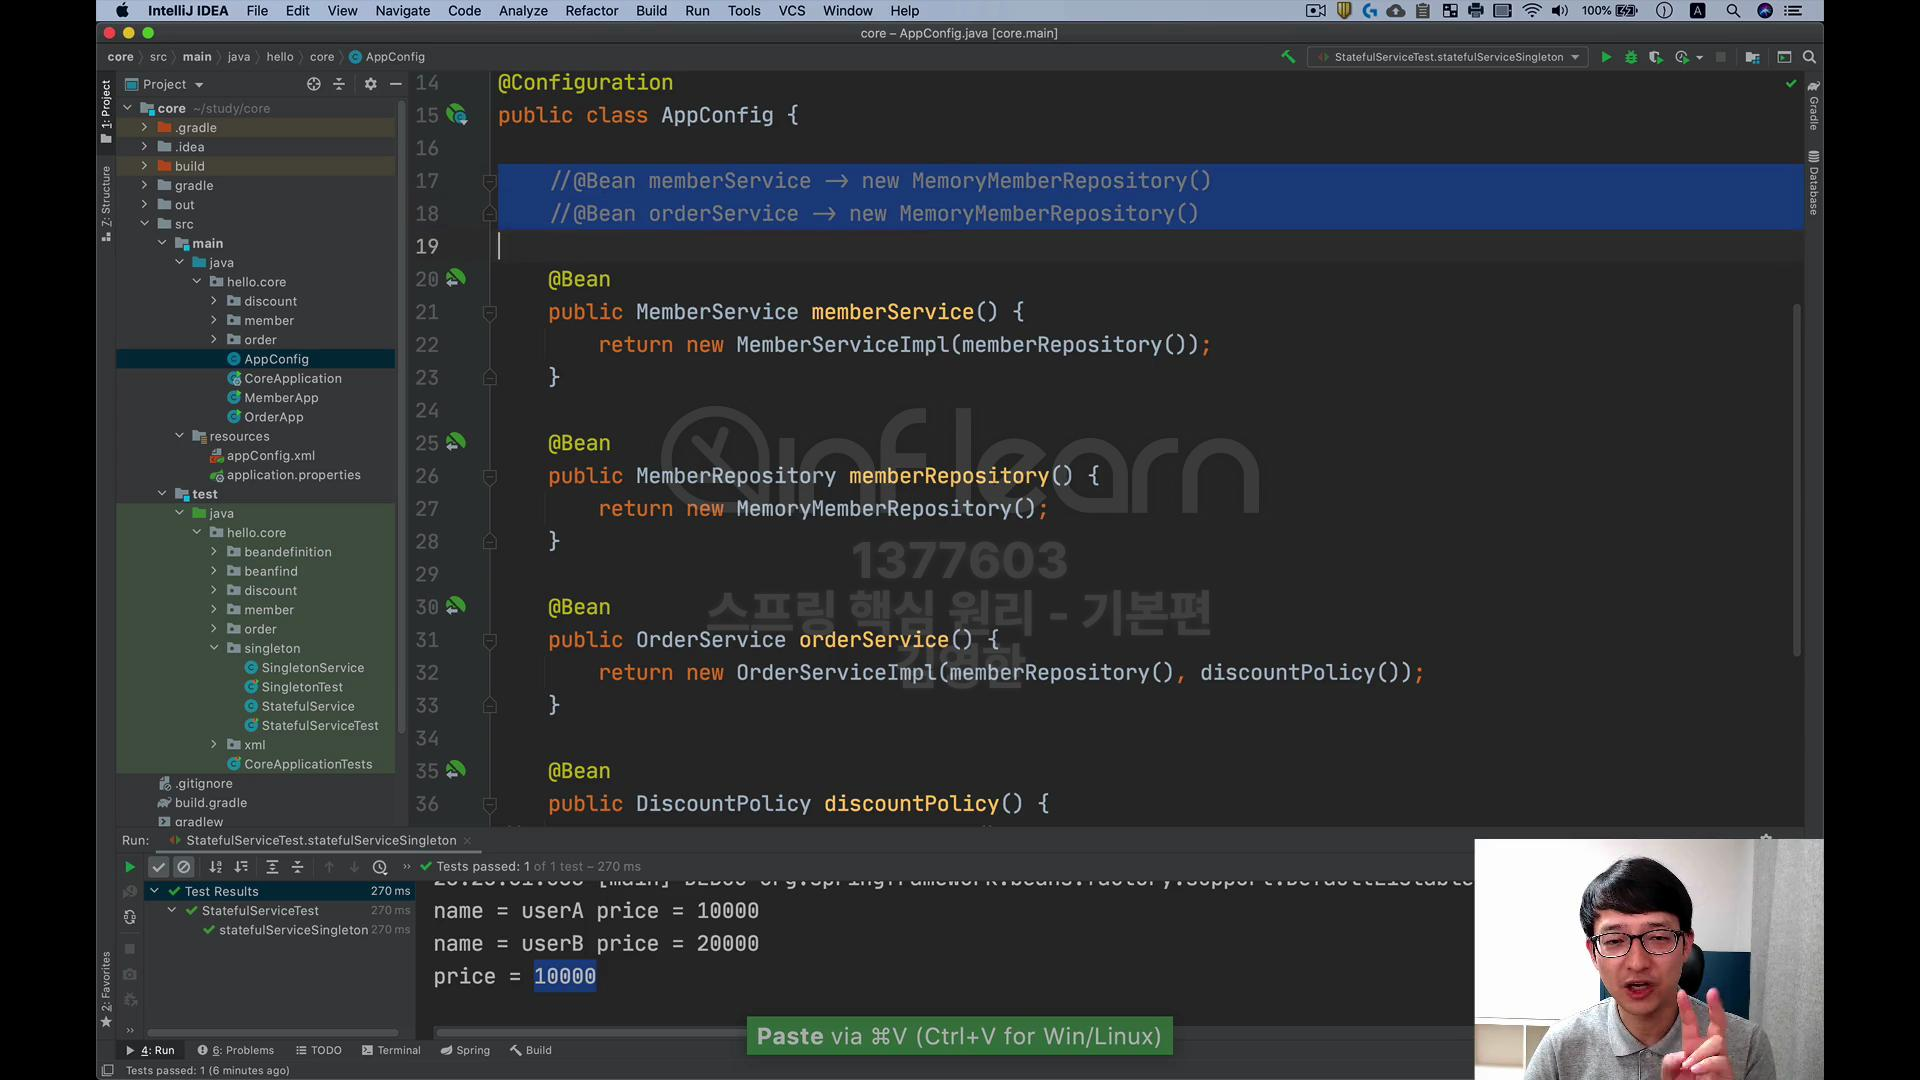 IntelliJ IDEA File Edit View Navigate Code Analyze Refactor Build Run Tools VCS Window Help 100% A
core – AppConfig.java [core.main]
core src main java hello core AppConfig StatefulServiceTest.statefulServiceSingleton
Project
1: Project
7: Structure
2: Favorites
Gradle
Database
core ~/study/core
.gradle
.idea
build
gradle
out
src
main
java
hello.core
discount
member
order
AppConfig
CoreApplication
MemberApp
OrderApp
resources
appConfig.xml
application.properties
test
java
hello.core
beandefinition
beanfind
discount
member
order
singleton
SingletonService
SingletonTest
StatefulService
StatefulServiceTest
xml
CoreApplicationTests
.gitignore
build.gradle
gradlew
14 @Configuration
15 public class AppConfig {
16
17 //@Bean memberService -> new MemoryMemberRepository()
18 //@Bean orderService -> new MemoryMemberRepository()
19
20 @Bean
21 public MemberService memberService() {
22 return new MemberServiceImpl(memberRepository());
23 }
24
25 @Bean
26 public MemberRepository memberRepository() {
27 return new MemoryMemberRepository();
28 }
29
30 @Bean
31 public OrderService orderService() {
32 return new OrderServiceImpl(memberRepository(), discountPolicy());
33 }
34
35 @Bean
36 public DiscountPolicy discountPolicy() {
inflearn
1377603
스프링 핵심 원리 - 기본편
김영한
Run: StatefulServiceTest.statefulServiceSingleton
Tests passed: 1 of 1 test – 270 ms
Test Results 270 ms
StatefulServiceTest 270 ms
statefulServiceSingleton 270 ms
name = userA price = 10000
name = userB price = 20000
price = 10000
Paste via ⌘V (Ctrl+V for Win/Linux)
4: Run 6: Problems TODO Terminal Spring Build
Tests passed: 1 (6 minutes ago)